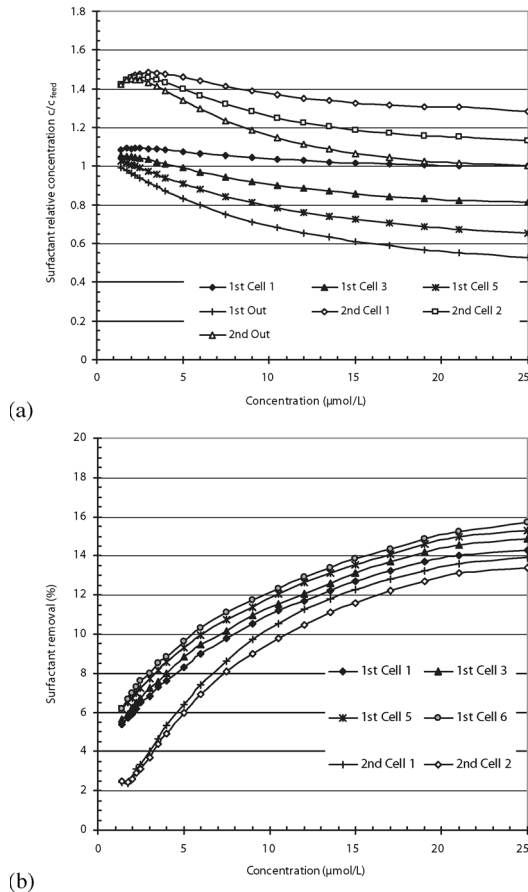 1.8
1.6
1.4
1.2
1.0
0.8
0.6
0.4
0.2
0
Surfactant relative concentration c/c feed
1st Cell 1 1st Cell 3 1st Cell 5
1st Out 2nd Cell 1 2nd Cell 2
2nd Out
0 5 10 15 20 25
Concentration (µmol/L)
(a)
20
18
16
14
12
10
8
6
4
2
0
Surfactant removal (%)
1st Cell 1 1st Cell 3
1st Cell 5 1st Cell 6
2nd Cell 1 2nd Cell 2
0 5 10 15 20 25
Concentration (µmol/L)
(b)